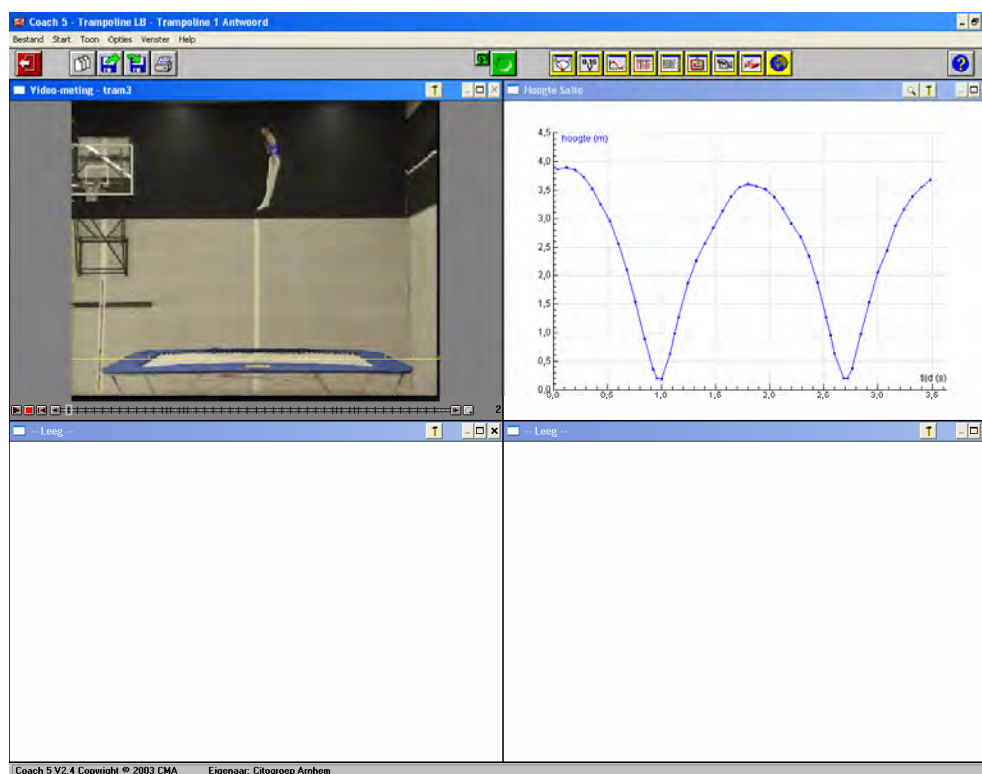 Coach 5 - Trampoline LB - Trampoline 1 Antwoord
Bestand Start Toon Opties Venster Help
Video-meting - tram3
Hoogte Salto
4,5
hoogte (m)
4,0
3,5
3,0
2,5
2,0
1,5
1,0
0,5
0,0
tijd (s)
0,0 0,5 1,0 1,5 2,0 2,5 3,0 3,5
2
-- Leeg --
-- Leeg --
Coach 5 V2.4 Copyright © 2003 CMA Eigenaar: Citogroep Arnhem